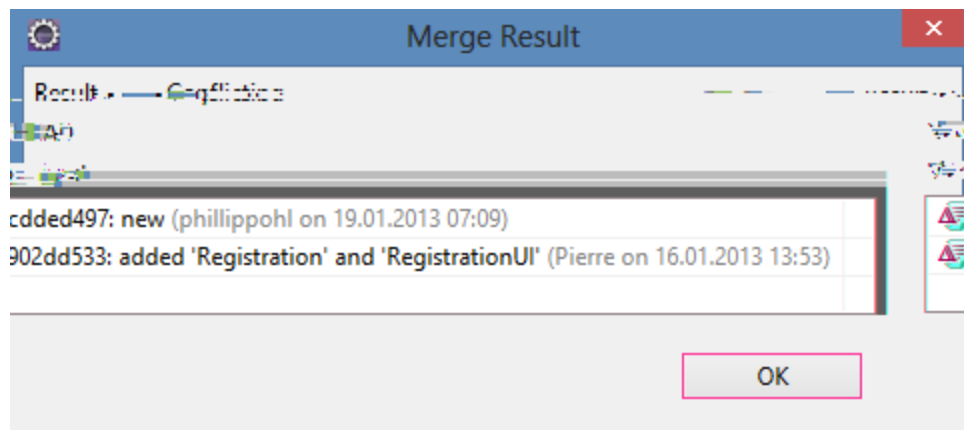 Merge Result
Result
cdded497: new (phillippohl on 19.01.2013 07:09)
902dd533: added 'Registration' and 'RegistrationUI' (Pierre on 16.01.2013 13:53)
OK